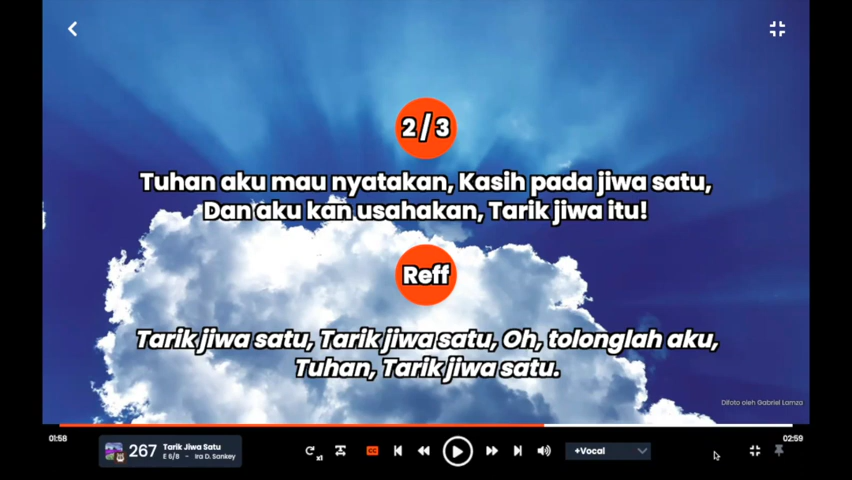 2 / 3
Tuhan aku mau nyatakan, Kasih pada jiwa satu,
Dan aku kan usahakan, Tarik jiwa itu!
Reff
Tarik jiwa satu, Tarik jiwa satu, Oh, tolonglah aku,
Tuhan, Tarik jiwa satu.
Difoto oleh Gabriel Lamza
01:58
02:59
267
Tarik Jiwa Satu
E 6/8 - Ira D. Sankey
x1
CC
+Vocal